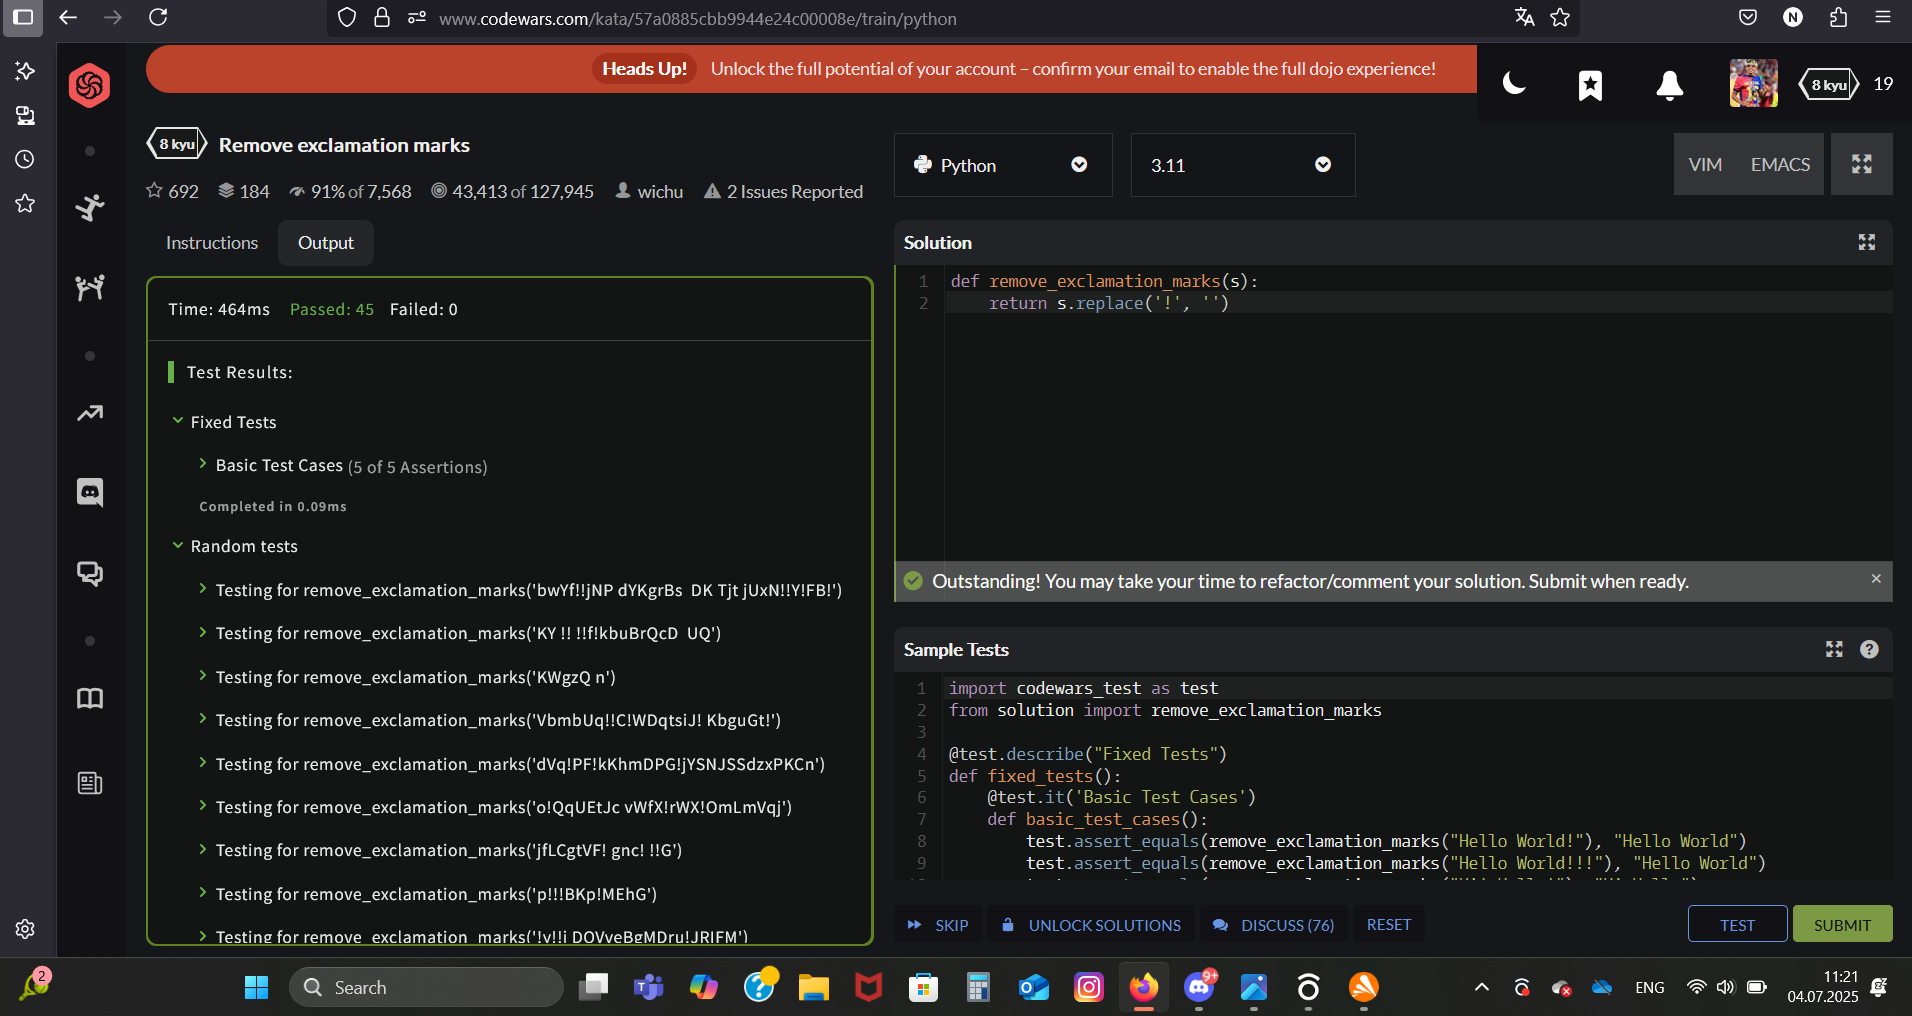 www.codewars.com/kata/57a0885cbb9944e24c00008e/train/python
N
Heads Up! Unlock the full potential of your account – confirm your email to enable the full dojo experience!
8 kyu 19
8 kyu Remove exclamation marks
692 184 91% of 7,568 43,413 of 127,945 wichu 2 Issues Reported
Python
3.11
VIM EMACS
Instructions Output
Time: 464ms Passed: 45 Failed: 0
Test Results:
Fixed Tests
Basic Test Cases (5 of 5 Assertions)
Completed in 0.09ms
Random tests
Testing for remove_exclamation_marks('bwYf!!jNP dYKgrBs  DK Tjt jUxN!!Y!FB!')
Testing for remove_exclamation_marks('KY !! !!f!kbuBrQcD  UQ')
Testing for remove_exclamation_marks('KWgzQ n')
Testing for remove_exclamation_marks('VbmbUq!!C!WDqtsiJ! KbguGt!')
Testing for remove_exclamation_marks('dVq!PF!kKhmDPG!jYSNJSSdzxPKCn')
Testing for remove_exclamation_marks('o!QqUEtJc vWfX!rWX!OmLmVqj')
Testing for remove_exclamation_marks('jfLCgtVF! gnc! !!G')
Testing for remove_exclamation_marks('p!!!BKp!MEhG')
Testing for remove_exclamation_marks('!v!!i DOVveBgMDru!JRIFM')
Solution
1 def remove_exclamation_marks(s):
2     return s.replace('!', '')
Outstanding! You may take your time to refactor/comment your solution. Submit when ready.
Sample Tests
1 import codewars_test as test
2 from solution import remove_exclamation_marks
3
4 @test.describe("Fixed Tests")
5 def fixed_tests():
6     @test.it('Basic Test Cases')
7     def basic_test_cases():
8         test.assert_equals(remove_exclamation_marks("Hello World!"), "Hello World")
9         test.assert_equals(remove_exclamation_marks("Hello World!!!"), "Hello World")
SKIP UNLOCK SOLUTIONS DISCUSS (76) RESET TEST SUBMIT
2
Search
9+
ENG
11:21
04.07.2025